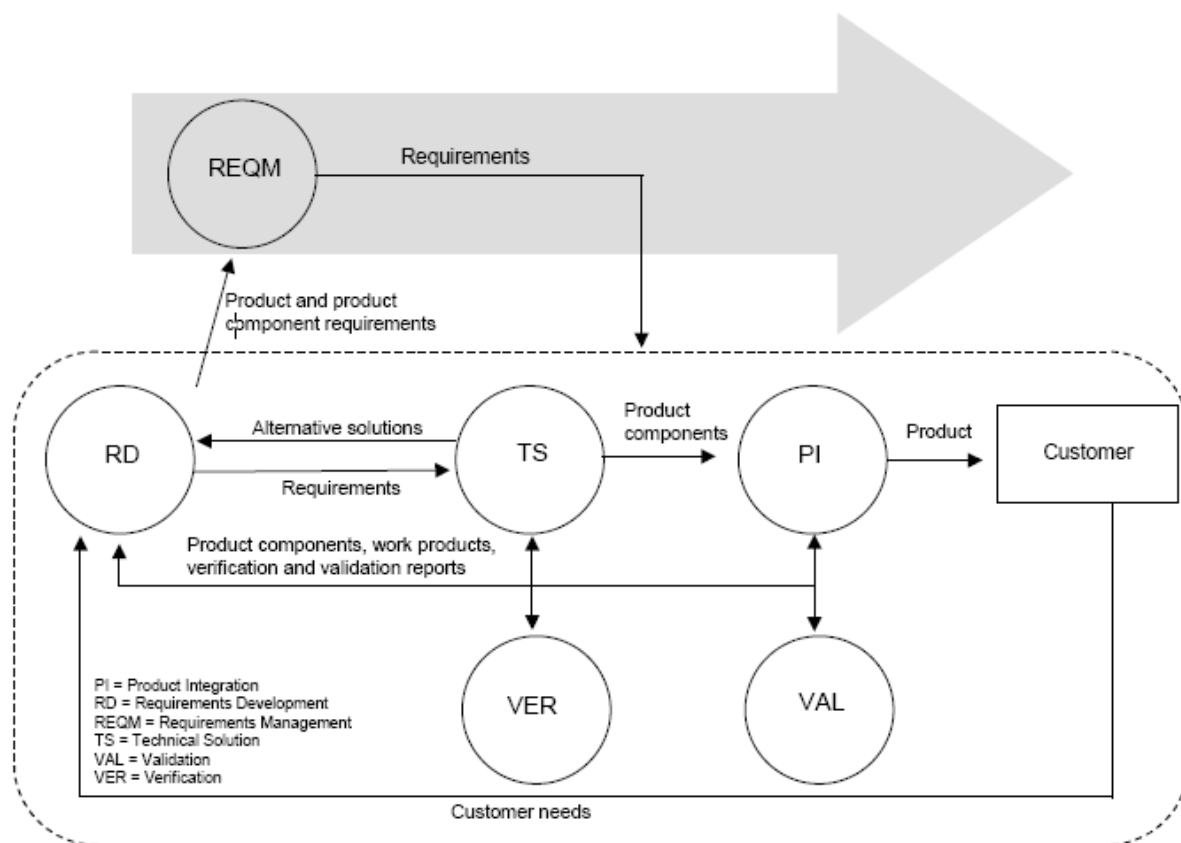 REQM
Requirements
Product and product
component requirements
RD
Alternative solutions
Requirements
TS
Product
components
PI
Product
Customer
Product components, work products,
verification and validation reports
VER
VAL
PI = Product Integration
RD = Requirements Development
REQM = Requirements Management
TS = Technical Solution
VAL = Validation
VER = Verification
Customer needs